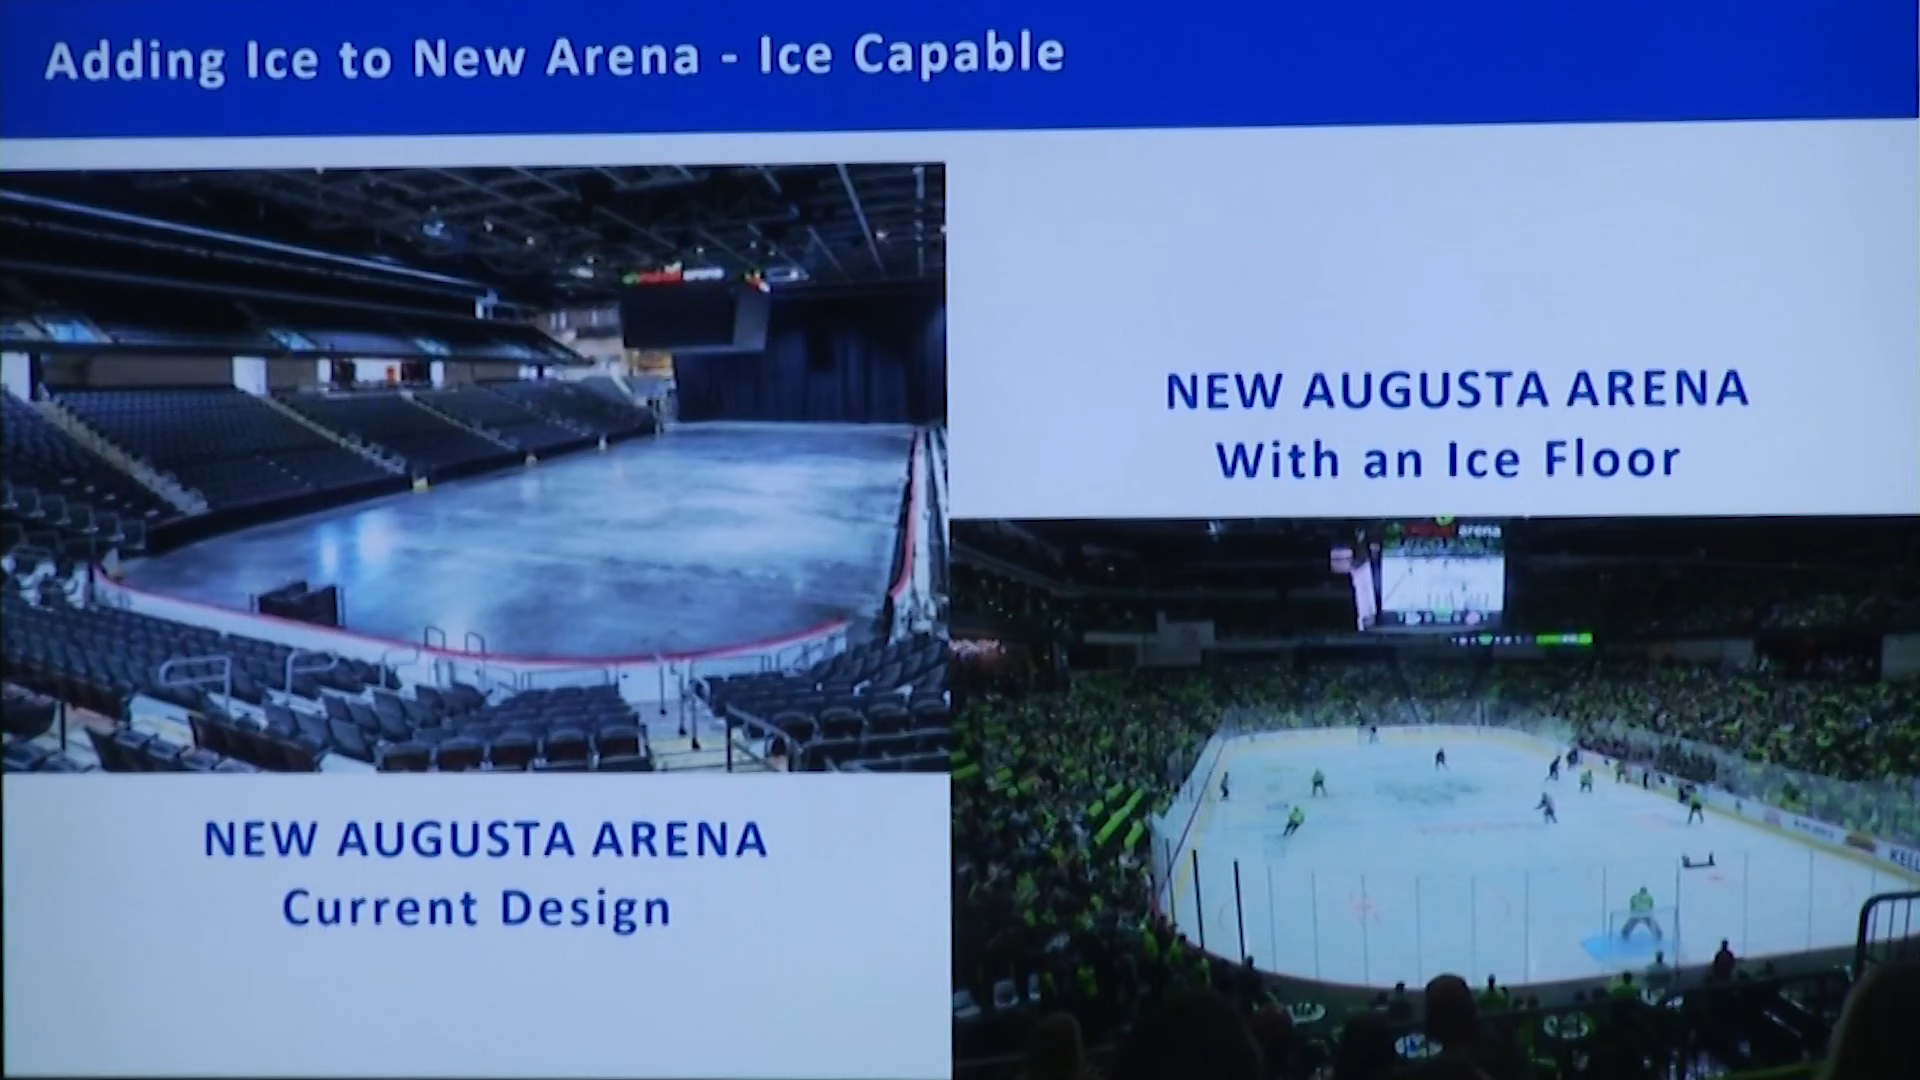 Adding Ice to New Arena - Ice Capable
NEW AUGUSTA ARENA
With an Ice Floor
arena
NEW AUGUSTA ARENA
Current Design